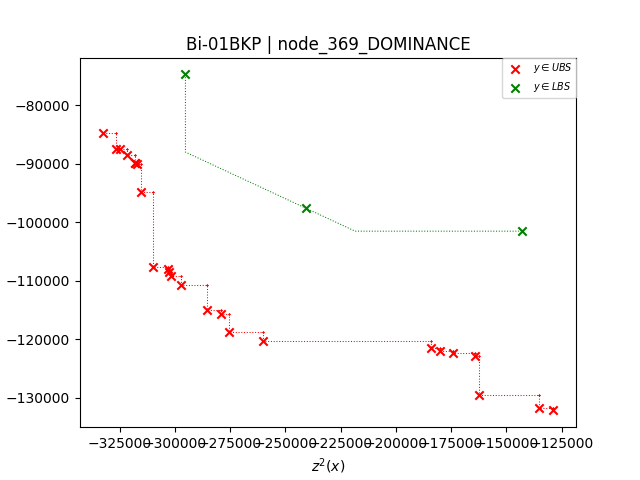 Bi-01BKP | node_369_DOMINANCE
y ∈ UBS
y ∈ LBS
−80000
−90000
−100000
−110000
−120000
−130000
−325000 −300000 −275000 −250000 −225000 −200000 −175000 −150000 −125000
z²(x)